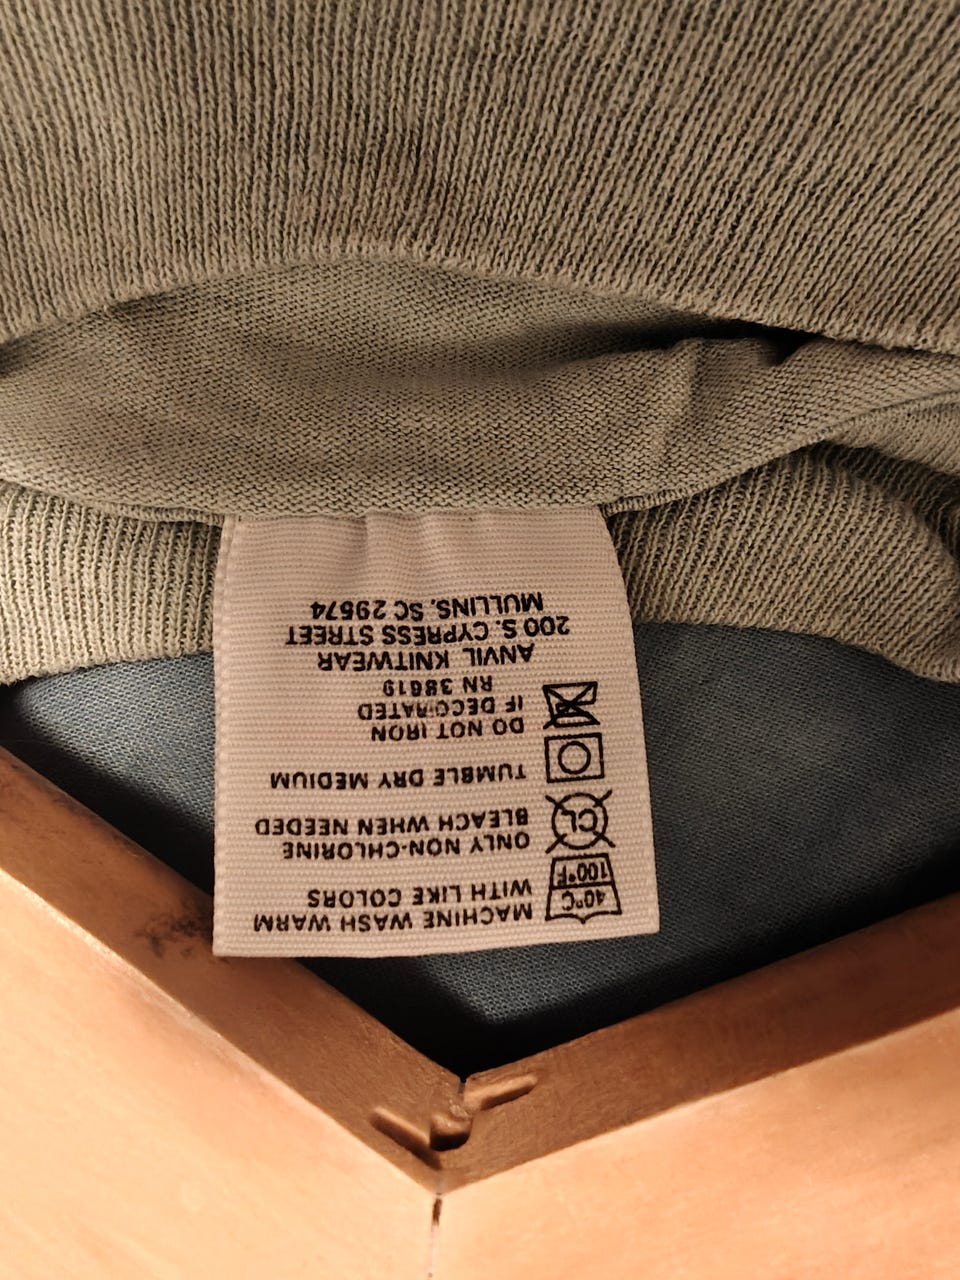 MACHINE WASH WARM
WITH LIKE COLORS
40°C
100°F
ONLY NON-CHLORINE
BLEACH WHEN NEEDED
CL
TUMBLE DRY MEDIUM
DO NOT IRON
IF DECORATED
RN 38619
ANVIL KNITWEAR
200 S. CYPRESS STREET
MULLINS, SC 29574